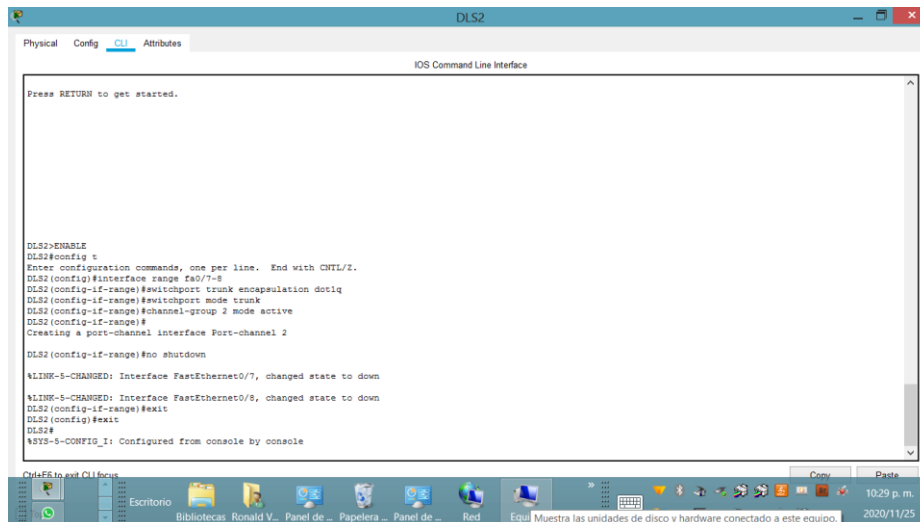 DLS2
Physical Config CLI Attributes
IOS Command Line Interface
Press RETURN to get started.
DLS2>ENABLE
DLS2#config t
Enter configuration commands, one per line. End with CNTL/Z.
DLS2(config)#interface range fa0/7-8
DLS2(config-if-range)#switchport trunk encapsulation dot1q
DLS2(config-if-range)#switchport mode trunk
DLS2(config-if-range)#channel-group 2 mode active
DLS2(config-if-range)#
Creating a port-channel interface Port-channel 2
DLS2(config-if-range)#no shutdown
%LINK-5-CHANGED: Interface FastEthernet0/7, changed state to down
%LINK-5-CHANGED: Interface FastEthernet0/8, changed state to down
DLS2(config-if-range)#exit
DLS2(config)#exit
DLS2#
%SYS-5-CONFIG_I: Configured from console by console
Ctrl+F6 to exit CLI focus
Copy Paste
Escritorio
Bibliotecas Ronald V... Panel de ... Papelera ... Panel de ... Red Equi
Muestra las unidades de disco y hardware conectado a este equipo.
10:29 p. m.
2020/11/25